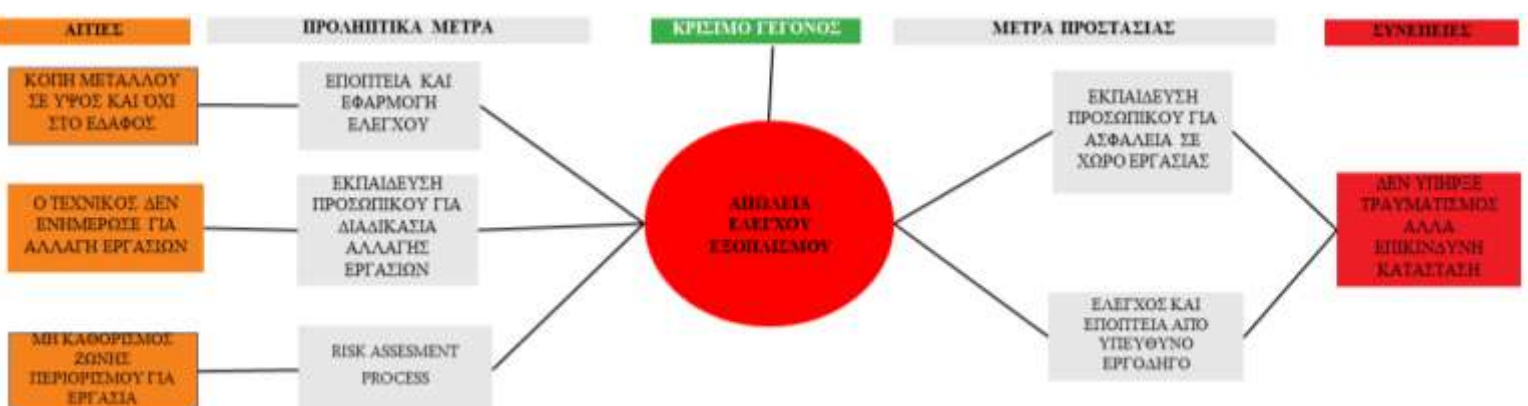 ΑΙΤΙΕΣ
ΠΡΟΛΗΠΤΙΚΑ ΜΕΤΡΑ
ΚΡΙΣΙΜΟ ΓΕΓΟΝΟΣ
ΜΕΤΡΑ ΠΡΟΣΤΑΣΙΑΣ
ΣΥΝΕΠΕΙΕΣ
ΚΟΠΗ ΜΕΤΑΛΛΟΥ
ΣΕ ΥΨΟΣ ΚΑΙ ΌΧΙ
ΣΤΟ ΕΔΑΦΟΣ
ΕΠΟΠΤΕΙΑ ΚΑΙ
ΕΦΑΡΜΟΓΗ
ΕΛΕΓΧΟΥ
Ο ΤΕΧΝΙΚΟΣ ΔΕΝ
ΕΝΗΜΕΡΩΣΕ ΓΙΑ
ΑΛΛΑΓΗ ΕΡΓΑΣΙΩΝ
ΕΚΠΑΙΔΕΥΣΗ
ΠΡΟΣΩΠΙΚΟΥ ΓΙΑ
ΔΙΑΔΙΚΑΣΙΑ
ΑΛΛΑΓΗΣ
ΕΡΓΑΣΙΩΝ
ΜΗ ΚΑΘΟΡΙΣΜΟΣ
ΖΩΝΗΣ
ΠΕΡΙΟΡΙΣΜΟΥ ΓΙΑ
ΕΡΓΑΣΙΑ
RISK ASSESMENT
PROCESS
ΑΠΩΛΕΙΑ
ΕΛΕΓΧΟΥ
ΕΞΟΠΛΙΣΜΟΥ
ΕΚΠΑΙΔΕΥΣΗ
ΠΡΟΣΩΠΙΚΟΥ ΓΙΑ
ΑΣΦΑΛΕΙΑ ΣΕ
ΧΩΡΟ ΕΡΓΑΣΙΑΣ
ΕΛΕΓΧΟΣ ΚΑΙ
ΕΠΟΠΤΕΙΑ ΑΠΟ
ΥΠΕΥΘΥΝΟ
ΕΡΓΟΔΗΓΟ
ΔΕΝ ΥΠΗΡΞΕ
ΤΡΑΥΜΑΤΙΣΜΟΣ
ΑΛΛΑ
ΕΠΙΚΙΝΔΥΝΗ
ΚΑΤΑΣΤΑΣΗ